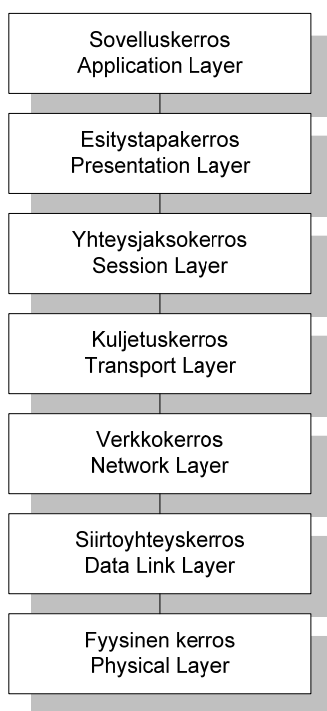 Sovelluskerros
Application Layer
Esitystapakerros
Presentation Layer
Yhteysjaksokerros
Session Layer
Kuljetuskerros
Transport Layer
Verkkokerros
Network Layer
Siirtoyhteyskerros
Data Link Layer
Fyysinen kerros
Physical Layer